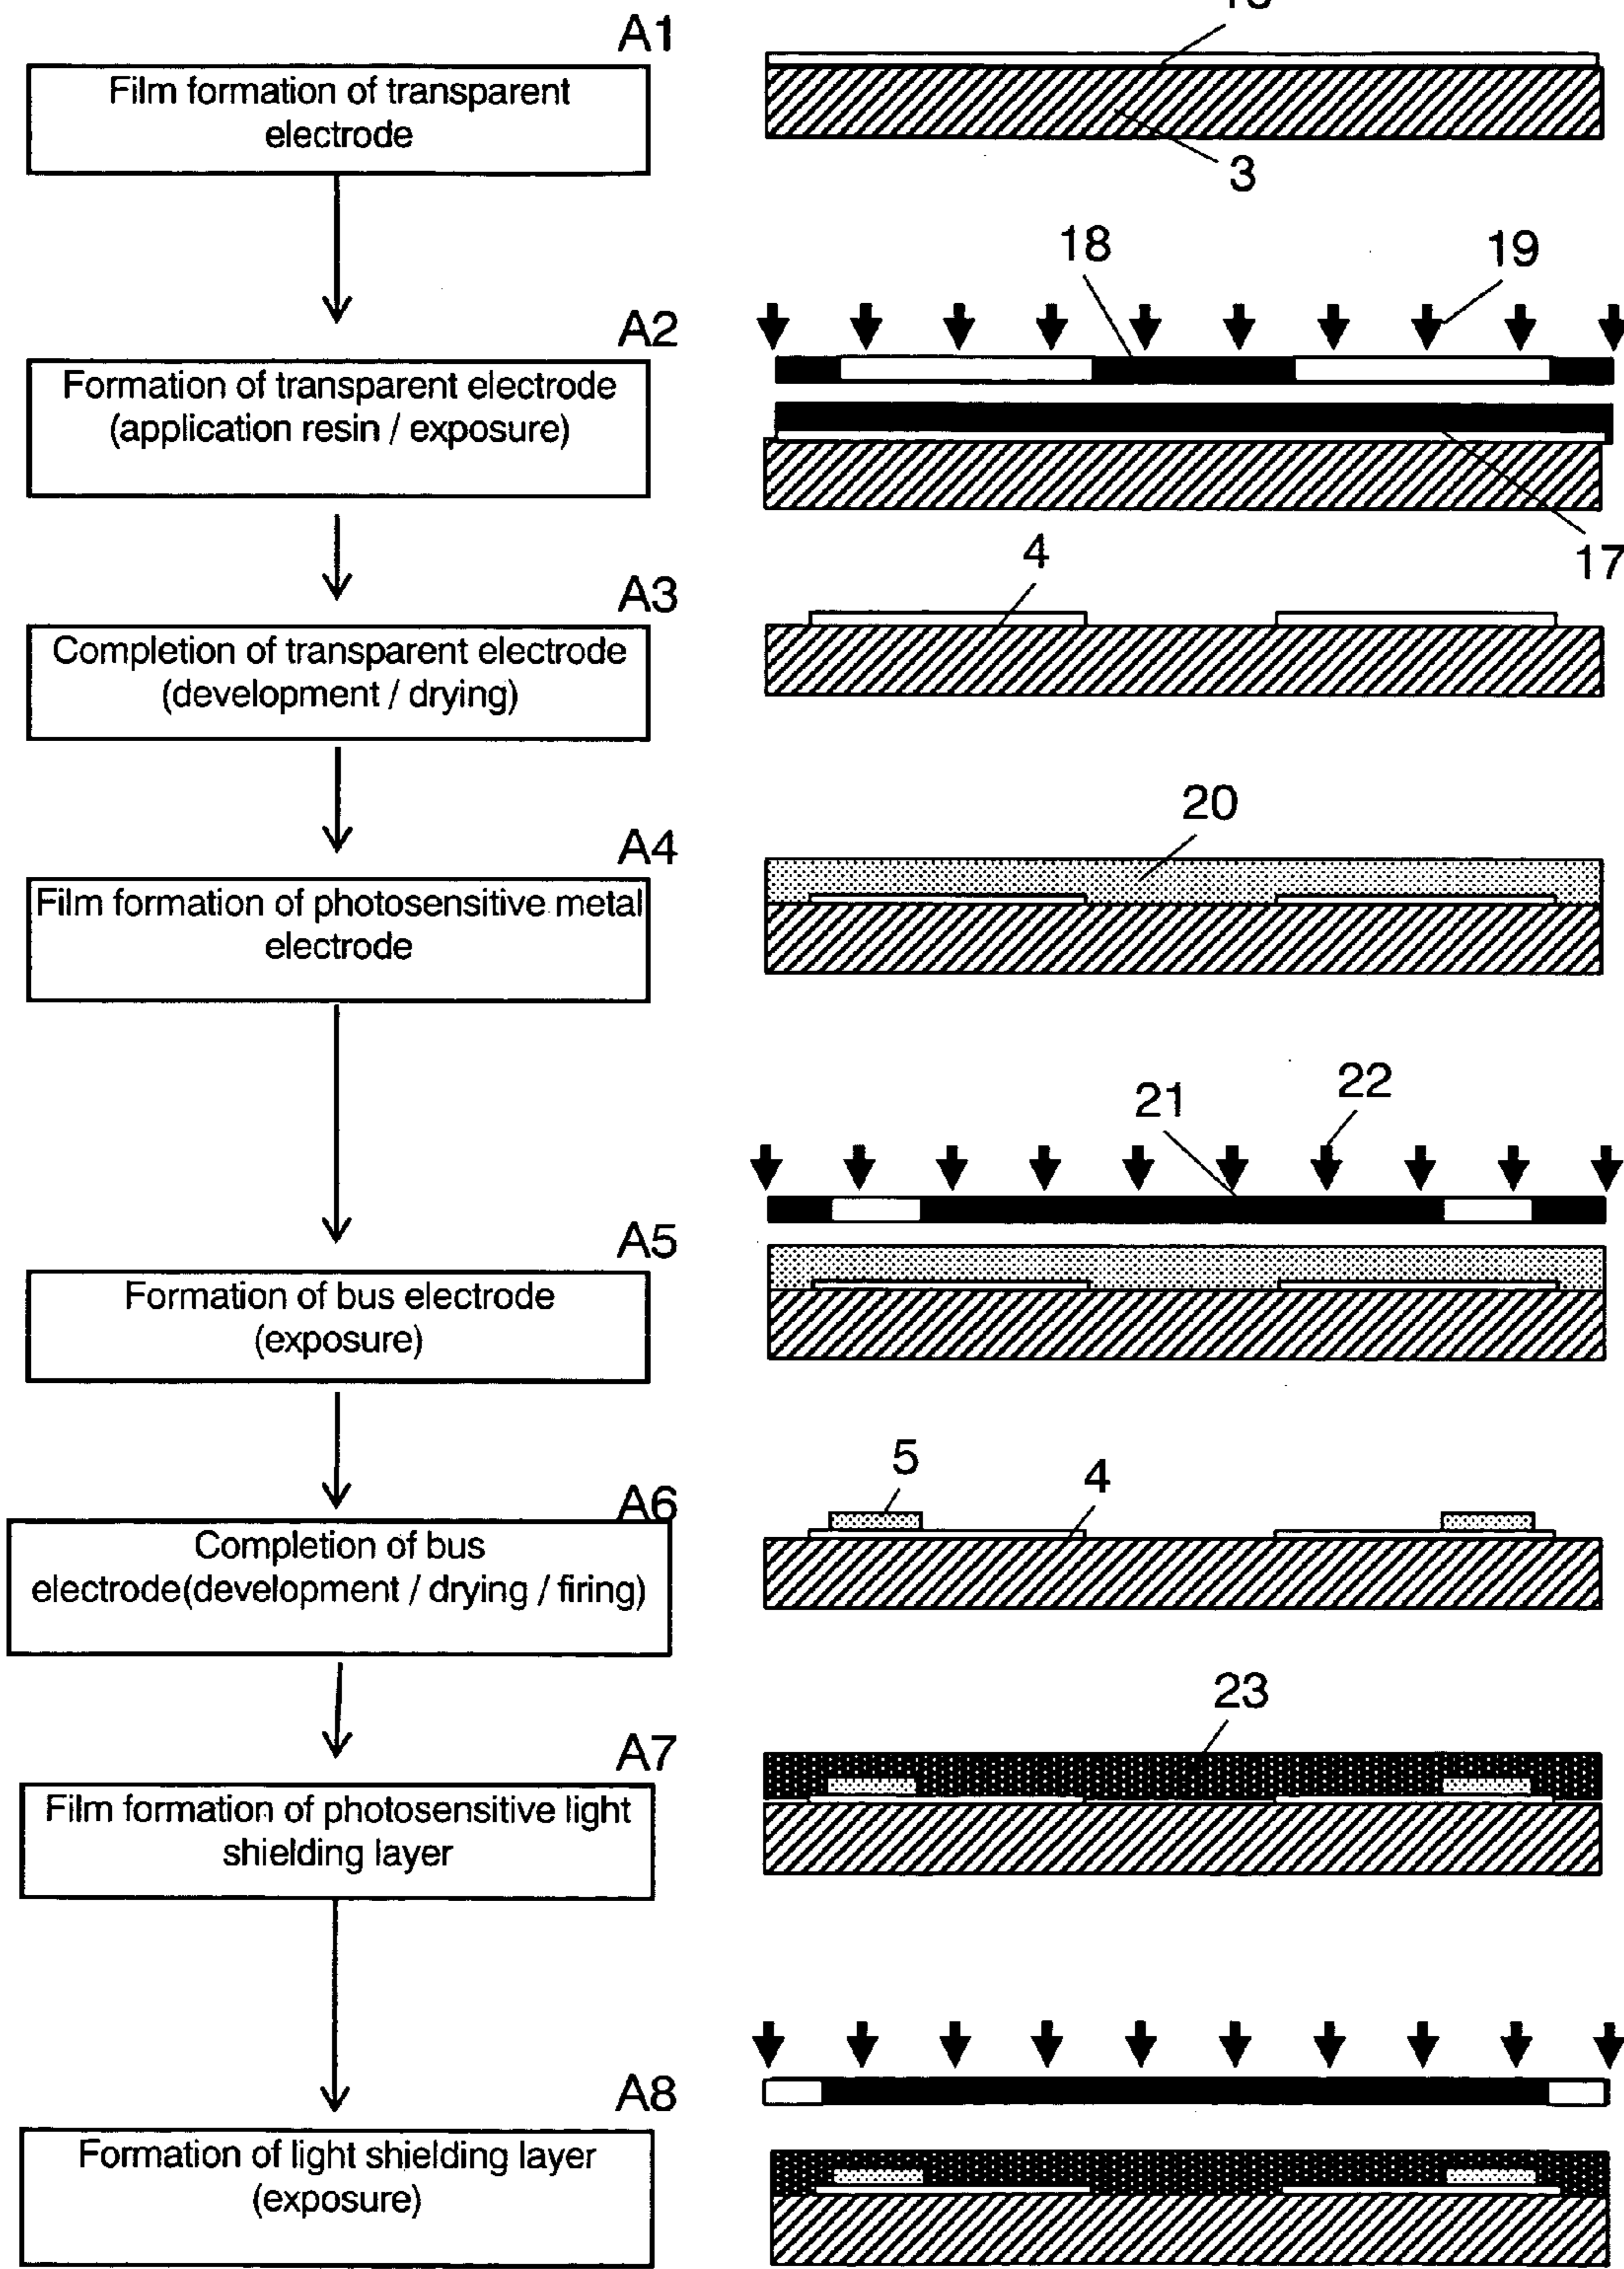 A1
Film formation of transparent
electrode
3
18
19
A2
Formation of transparent electrode
(application resin / exposure)
17
4
A3
Completion of transparent electrode
(development / drying)
20
A4
Film formation of photosensitive metal
electrode
21
22
A5
Formation of bus electrode
(exposure)
5
4
A6
Completion of bus
electrode(development / drying / firing)
23
A7
Film formation of photosensitive light
shielding layer
A8
Formation of light shielding layer
(exposure)